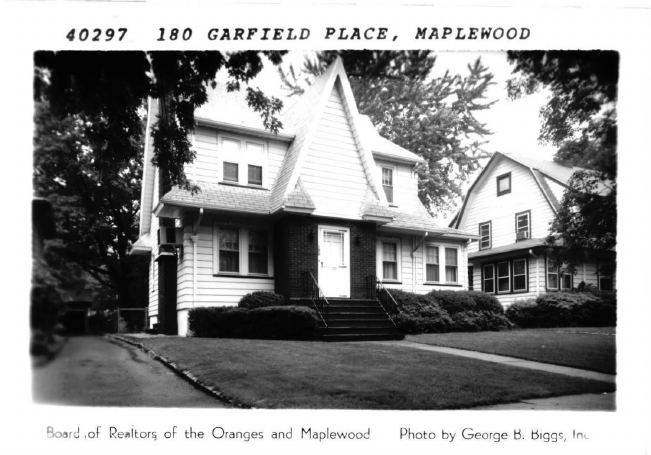 40297 180 GARFIELD PLACE, MAPLEWOOD
Board of Realtors of the Oranges and Maplewood Photo by George B. Biggs, Inc